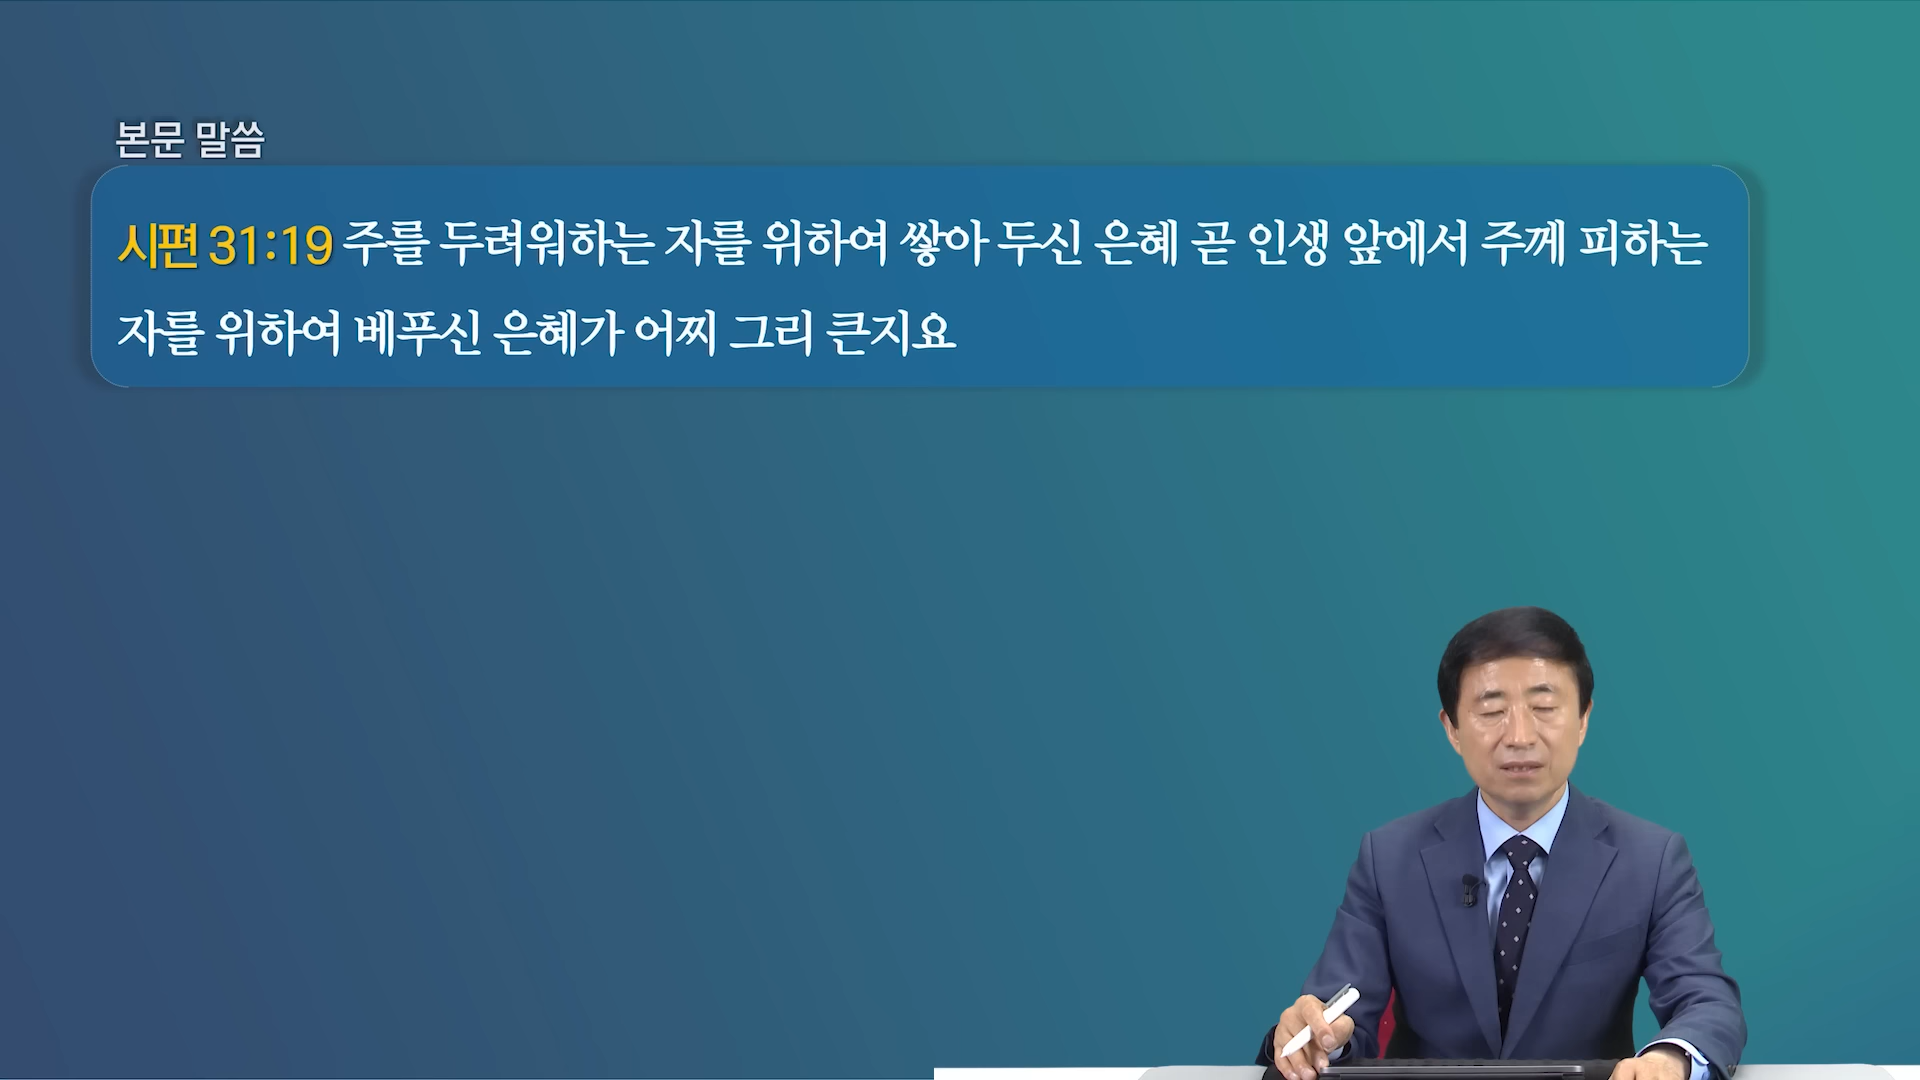 본문 말씀
시편 31:19 주를 두려워하는 자를 위하여 쌓아 두신 은혜 곧 인생 앞에서 주께 피하는
자를 위하여 베푸신 은혜가 어찌 그리 큰지요